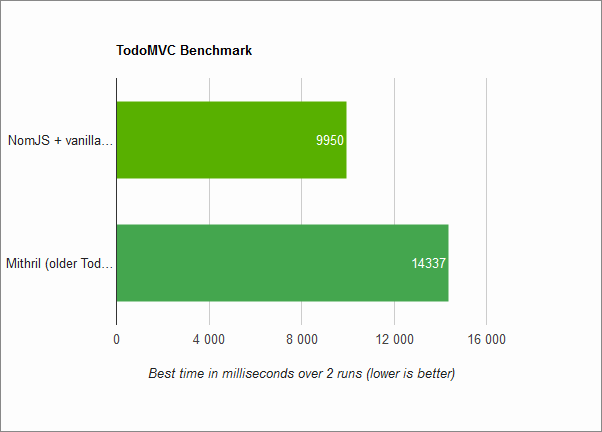 TodoMVC Benchmark
NomJS + vanilla...
9950
Mithril (older Tod...
14337
0 4 000 8 000 12 000 16 000
Best time in milliseconds over 2 runs (lower is better)